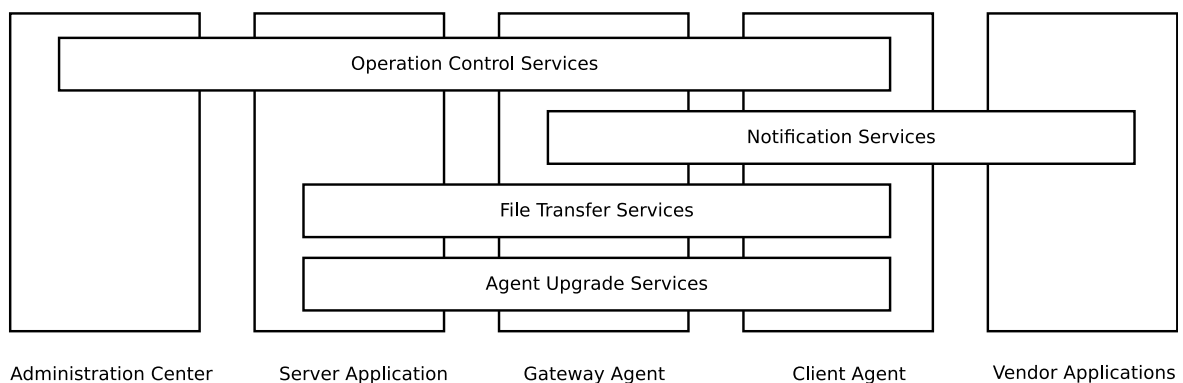 Operation Control Services
Notification Services
File Transfer Services
Agent Upgrade Services
Administration Center
Server Application
Gateway Agent
Client Agent
Vendor Applications